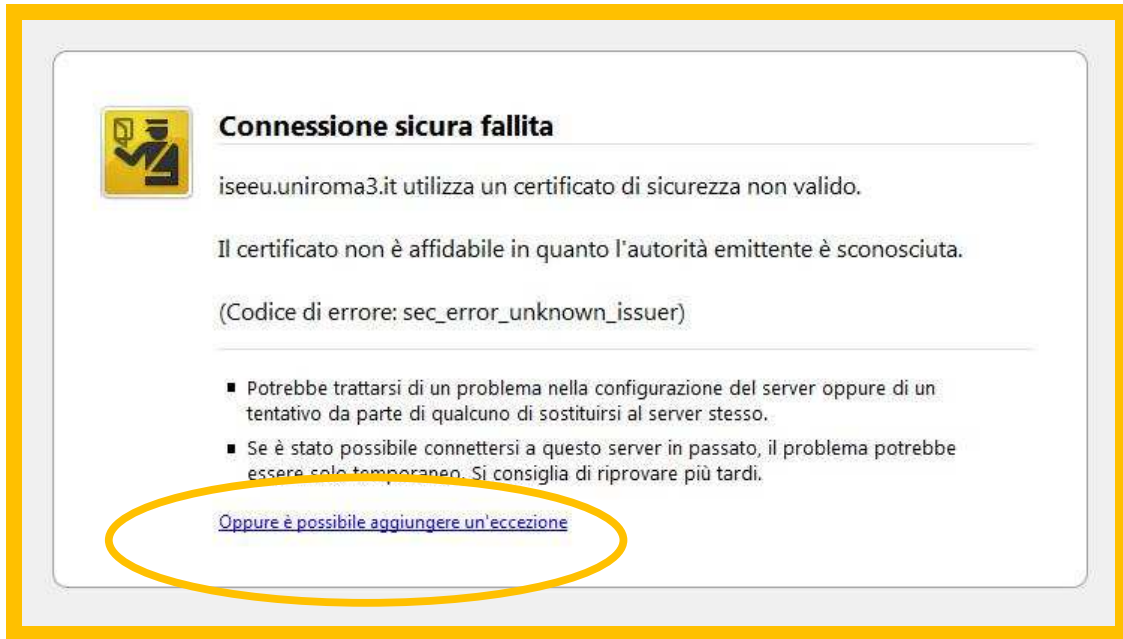 Connessione sicura fallita
iseeu.uniroma3.it utilizza un certificato di sicurezza non valido.
Il certificato non è affidabile in quanto l'autorità emittente è sconosciuta.
(Codice di errore: sec_error_unknown_issuer)
Potrebbe trattarsi di un problema nella configurazione del server oppure di un
tentativo da parte di qualcuno di sostituirsi al server stesso.
Se è stato possibile connettersi a questo server in passato, il problema potrebbe
essere solo temporaneo. Si consiglia di riprovare più tardi.
Oppure è possibile aggiungere un'eccezione